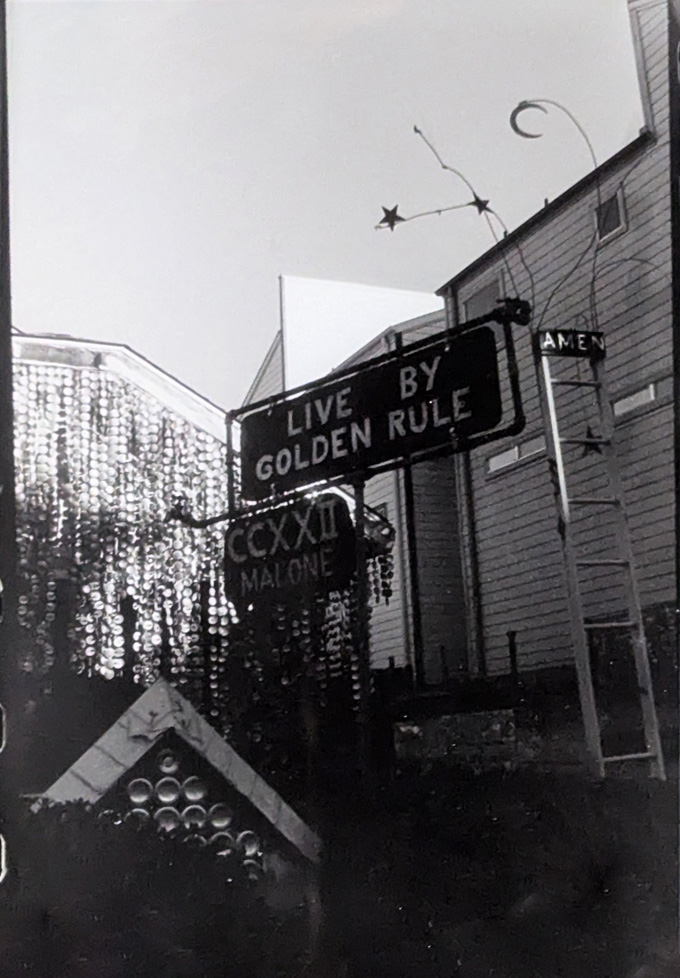 LIVE BY
GOLDEN RULE
CCXXII
MALONE
AMEN